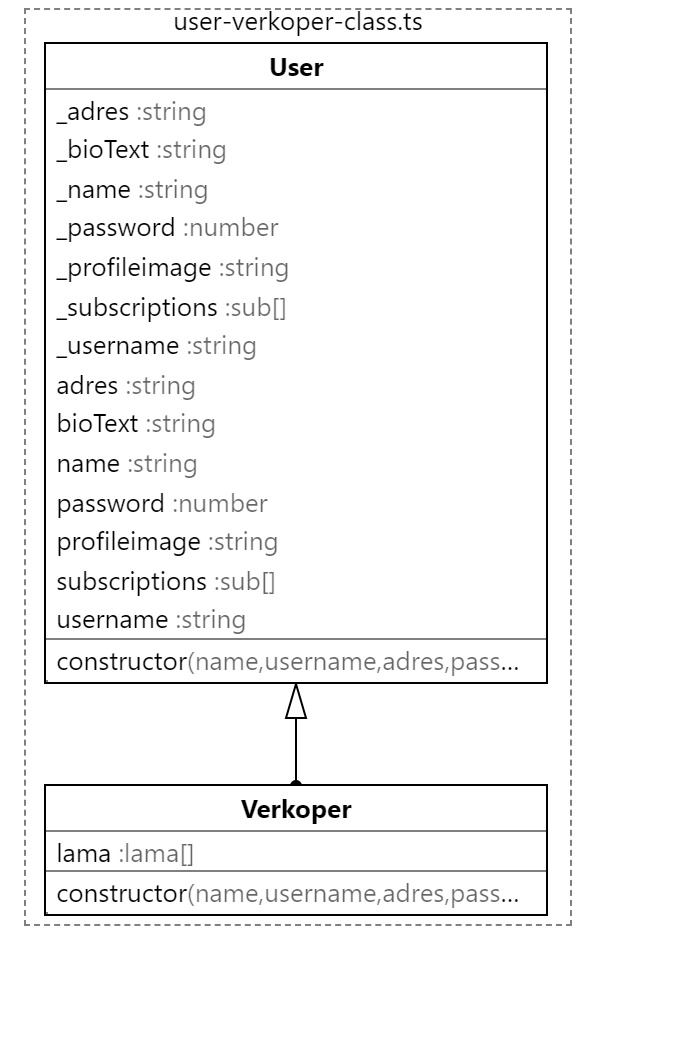 user-verkoper-class.ts
User
_adres :string
_bioText :string
_name :string
_password :number
_profileimage :string
_subscriptions :sub[]
_username :string
adres :string
bioText :string
name :string
password :number
profileimage :string
subscriptions :sub[]
username :string
constructor(name,username,adres,pass...
Verkoper
lama :lama[]
constructor(name,username,adres,pass...